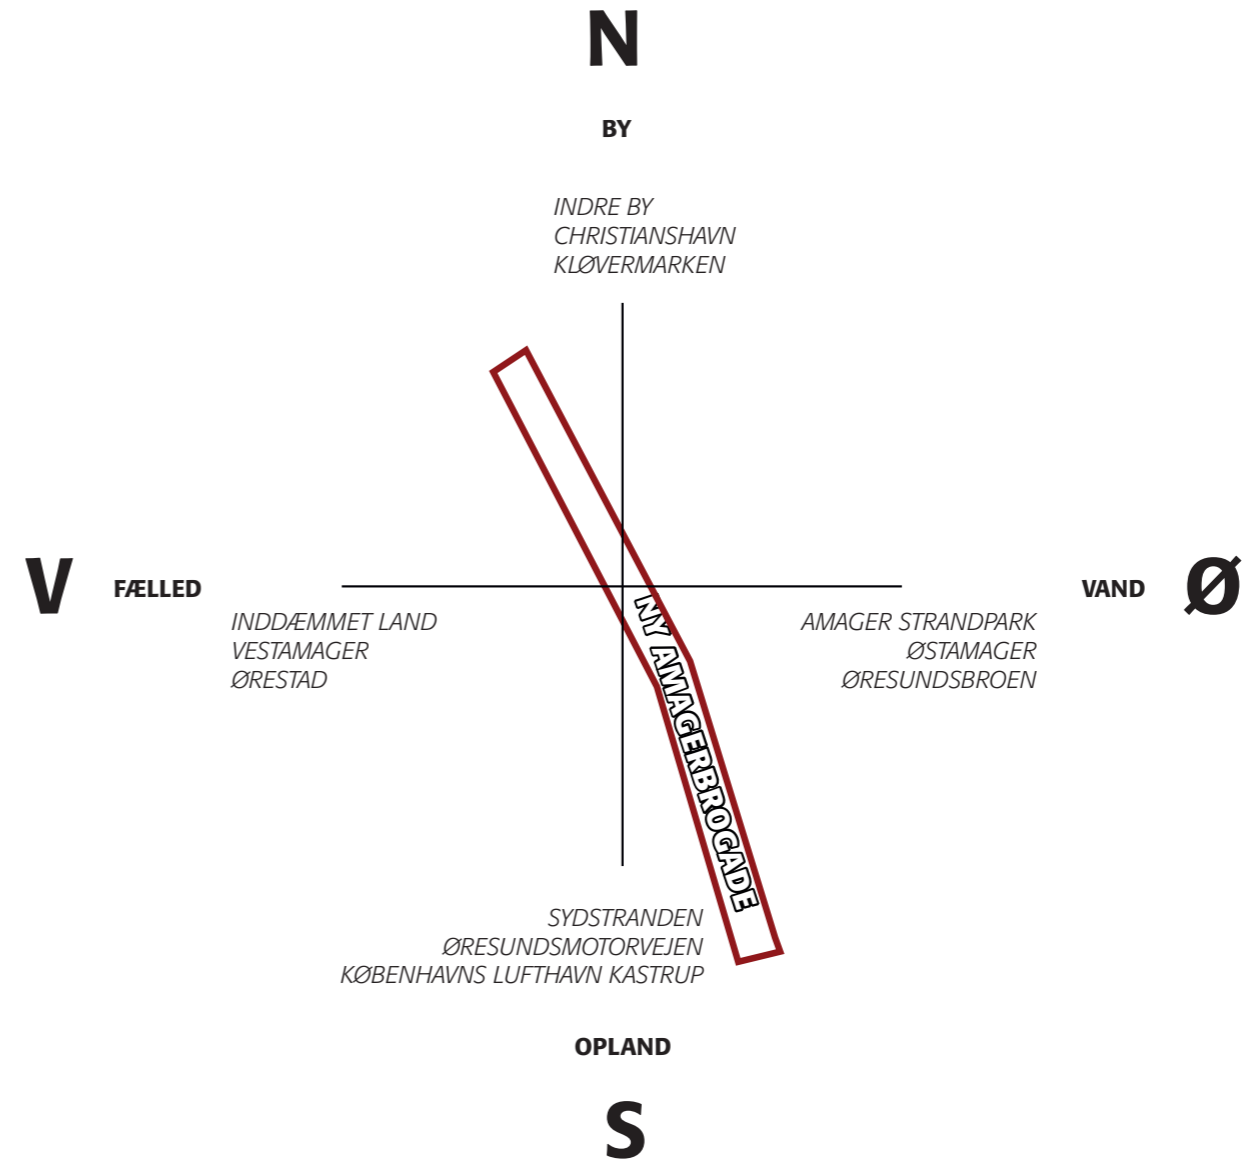 N
BY
INDRE BY
CHRISTIANSHAVN
KLØVERMARKEN
V
FÆLLED
INDDÆMMET LAND
VESTAMAGER
ØRESTAD
VAND
Ø
AMAGER STRANDPARK
ØSTAMAGER
ØRESUNDSBROEN
NY AMAGERBROGADE
SYDSTRANDEN
ØRESUNDSMOTORVEJEN
KØBENHAVNS LUFTHAVN KASTRUP
OPLAND
S